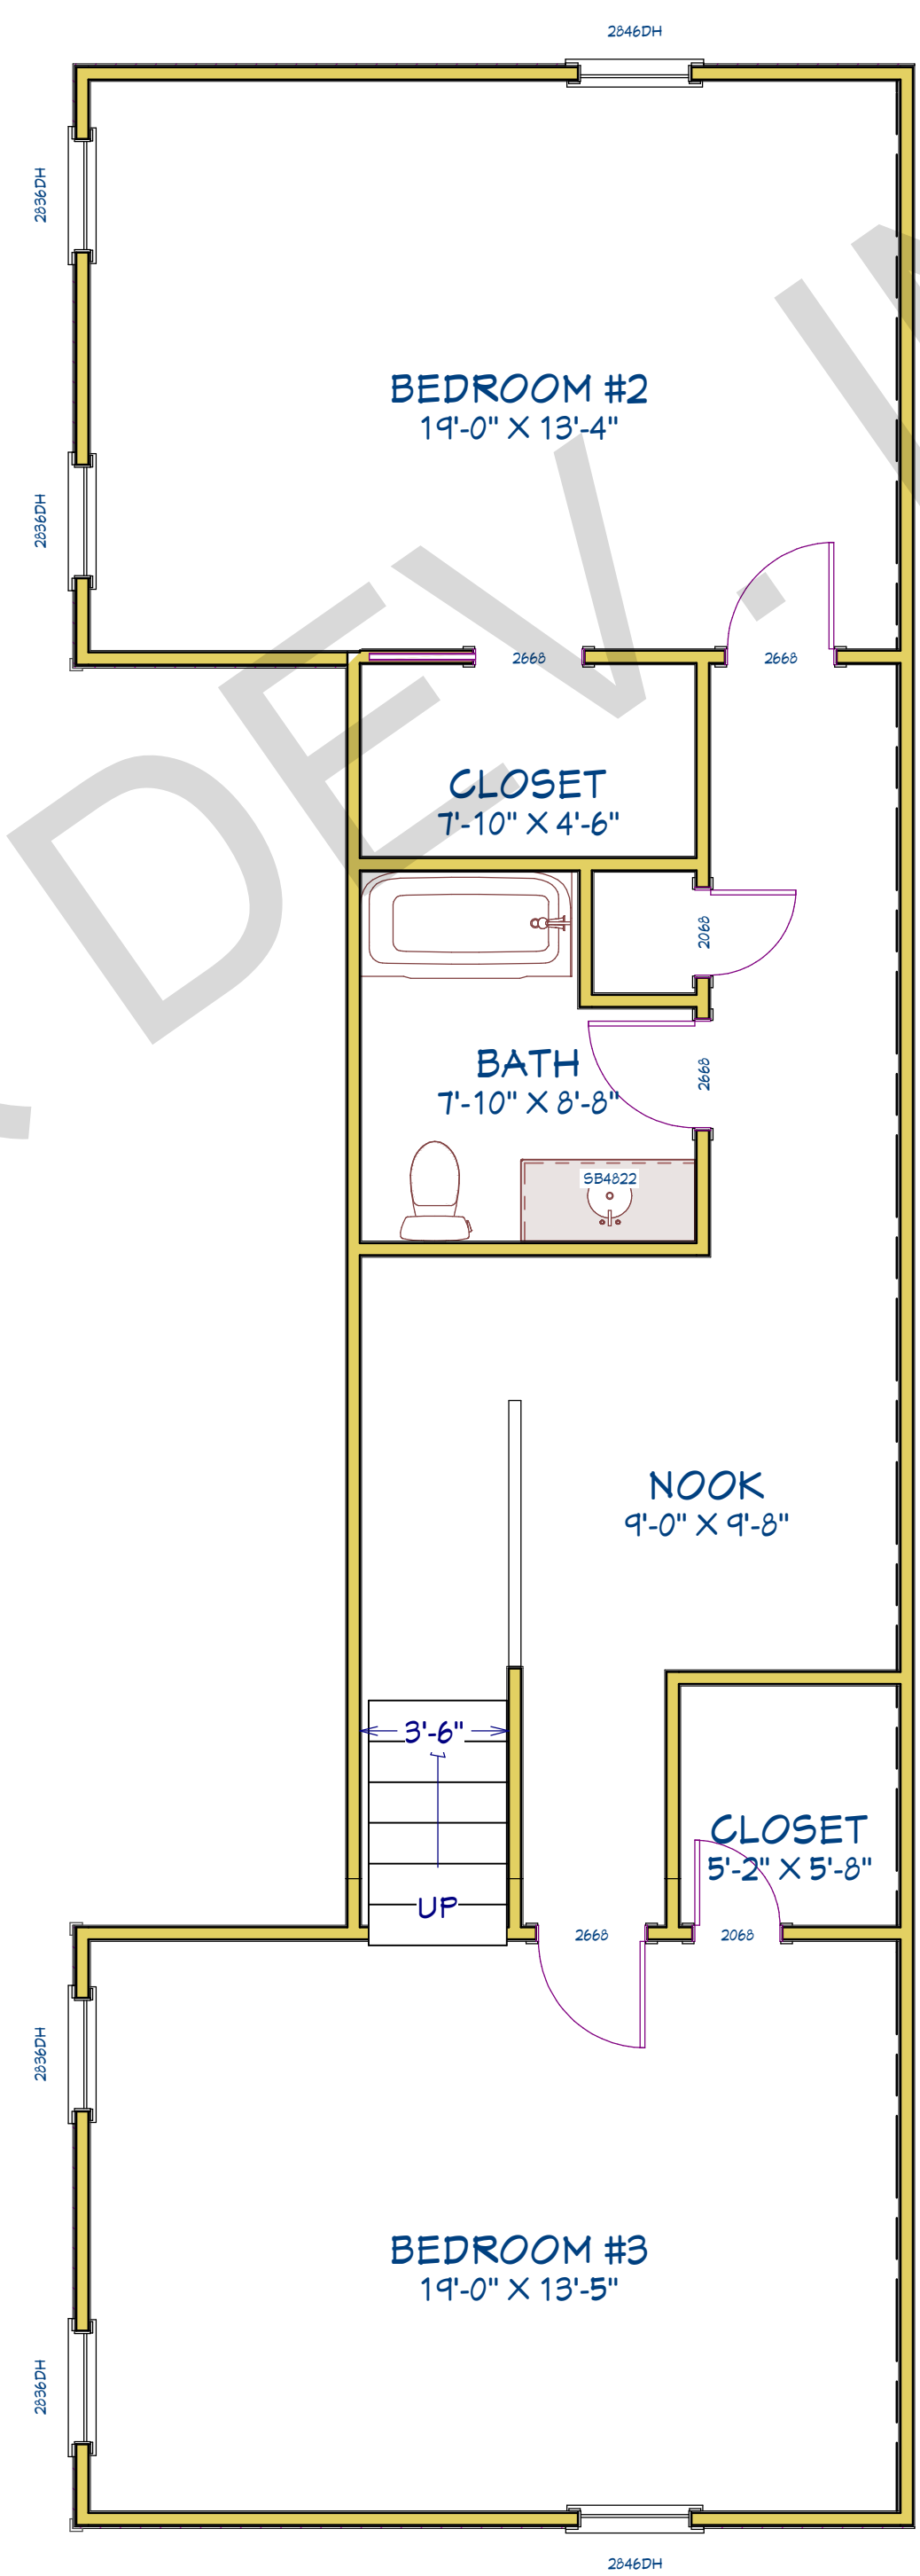 2846DH
2836DH
BEDROOM #2
19'-0" X 13'-4"
2836DH
2668
2668
CLOSET
7'-10" X 4'-6"
2068
BATH
7'-10" X 8'-8"
2668
SB4822
NOOK
9'-0" X 9'-8"
3'-6"
CLOSET
5'-2" X 5'-8"
UP
2668
2068
2836DH
BEDROOM #3
19'-0" X 13'-5"
2836DH
2846DH
DEV.